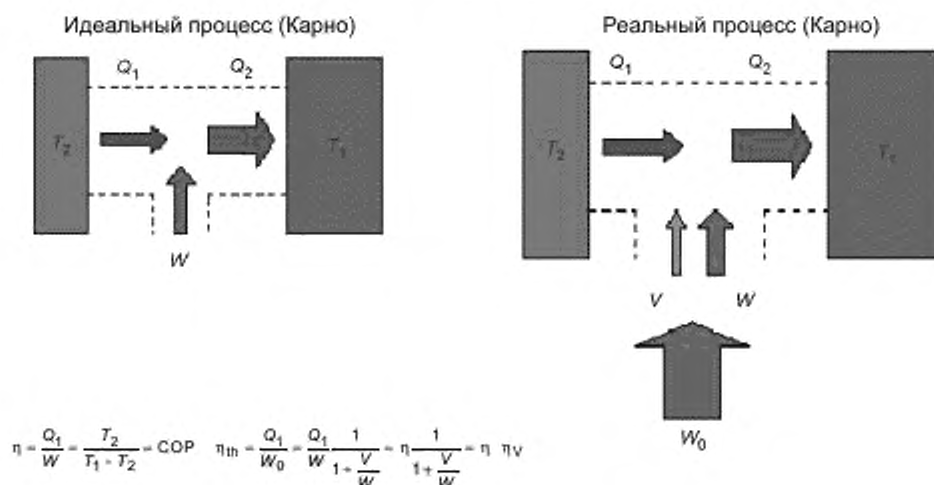 Идеальный процесс (Карно)
Q₁ Q₂
T₂ T₁
W
Реальный процесс (Карно)
Q₁ Q₂
T₂ T₁
V W
W₀
η = Q₁/W = T₂/(T₁ - T₂) = COP
ηth = Q₁/W₀ = Q₁/W 1/(1 + V/W) = η 1/(1 + V/W) = η ηV